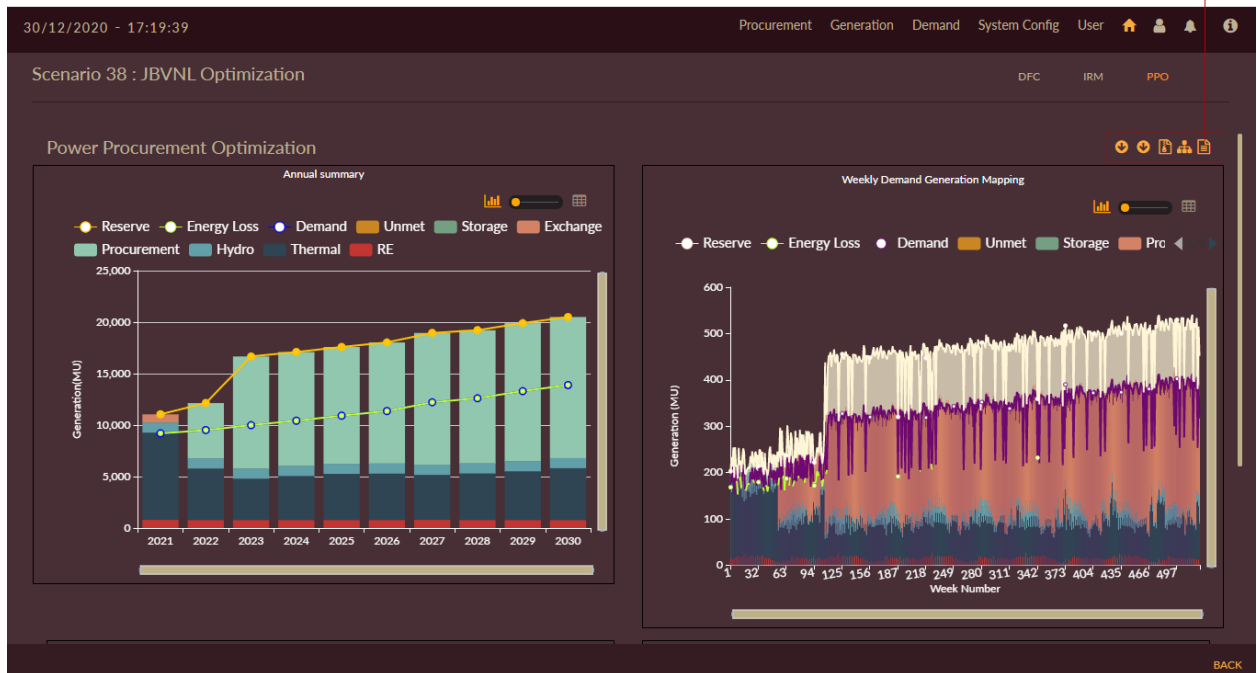 30/12/2020 - 17:19:39
Procurement Generation Demand System Config User
Scenario 38 : JBVNL Optimization
DFC IRM PPO
Power Procurement Optimization
Annual summary
Reserve Energy Loss Demand Unmet Storage Exchange
Procurement Hydro Thermal RE
25,000
20,000
15,000
10,000
5,000
0
Generation(MU)
2021 2022 2023 2024 2025 2026 2027 2028 2029 2030
Weekly Demand Generation Mapping
Reserve Energy Loss Demand Unmet Storage Prc
600
500
400
300
200
100
0
Generation (MU)
1 32 63 94 125 156 187 218 249 280 311 342 373 404 435 466 497
Week Number
BACK